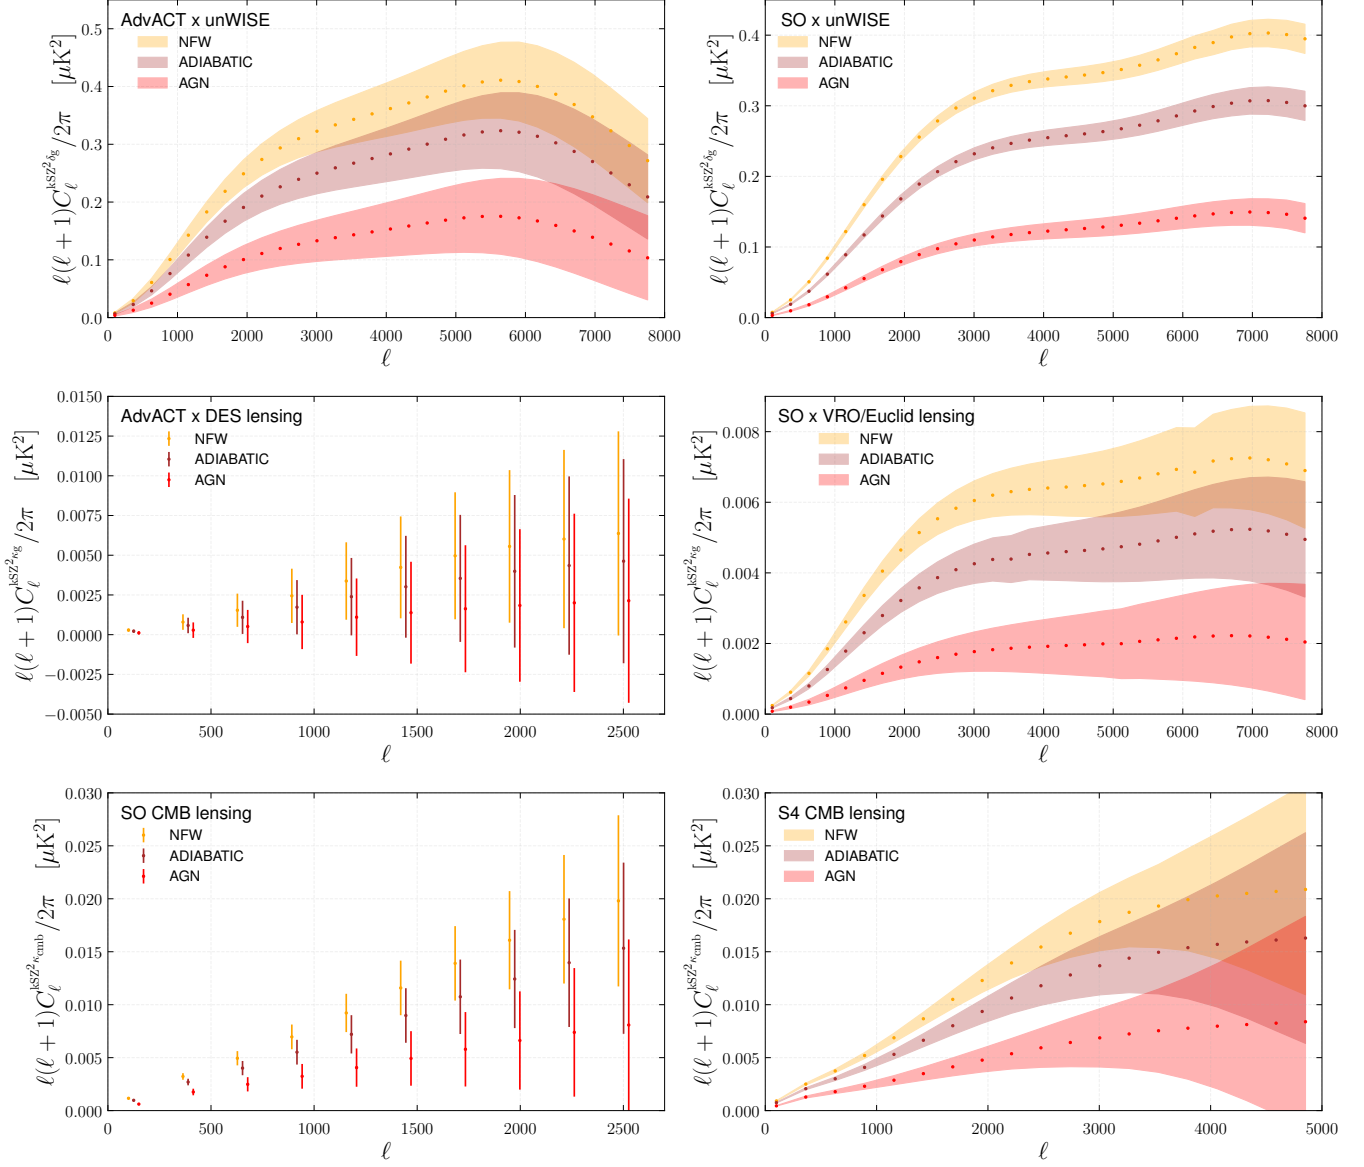 AdvACT x unWISE
NFW
ADIABATIC
AGN
ℓ(ℓ + 1)C_ℓ^{kSZ²δg}/2π [μK²]
0.5
0.4
0.3
0.2
0.1
0.0
0 1000 2000 3000 4000 5000 6000 7000 8000
ℓ
SO x unWISE
NFW
ADIABATIC
AGN
ℓ(ℓ + 1)C_ℓ^{kSZ²δg}/2π [μK²]
0.4
0.3
0.2
0.1
0.0
0 1000 2000 3000 4000 5000 6000 7000 8000
ℓ
AdvACT x DES lensing
NFW
ADIABATIC
AGN
ℓ(ℓ + 1)C_ℓ^{kSZ²κg}/2π [μK²]
0.0150
0.0125
0.0100
0.0075
0.0050
0.0025
0.0000
−0.0025
−0.0050
0 500 1000 1500 2000 2500
ℓ
SO x VRO/Euclid lensing
NFW
ADIABATIC
AGN
ℓ(ℓ + 1)C_ℓ^{kSZ²κg}/2π [μK²]
0.008
0.006
0.004
0.002
0.000
0 1000 2000 3000 4000 5000 6000 7000 8000
ℓ
SO CMB lensing
NFW
ADIABATIC
AGN
ℓ(ℓ + 1)C_ℓ^{kSZ²κcmb}/2π [μK²]
0.030
0.025
0.020
0.015
0.010
0.005
0.000
0 500 1000 1500 2000 2500
ℓ
S4 CMB lensing
NFW
ADIABATIC
AGN
ℓ(ℓ + 1)C_ℓ^{kSZ²κcmb}/2π [μK²]
0.030
0.025
0.020
0.015
0.010
0.005
0.000
0 1000 2000 3000 4000 5000
ℓ